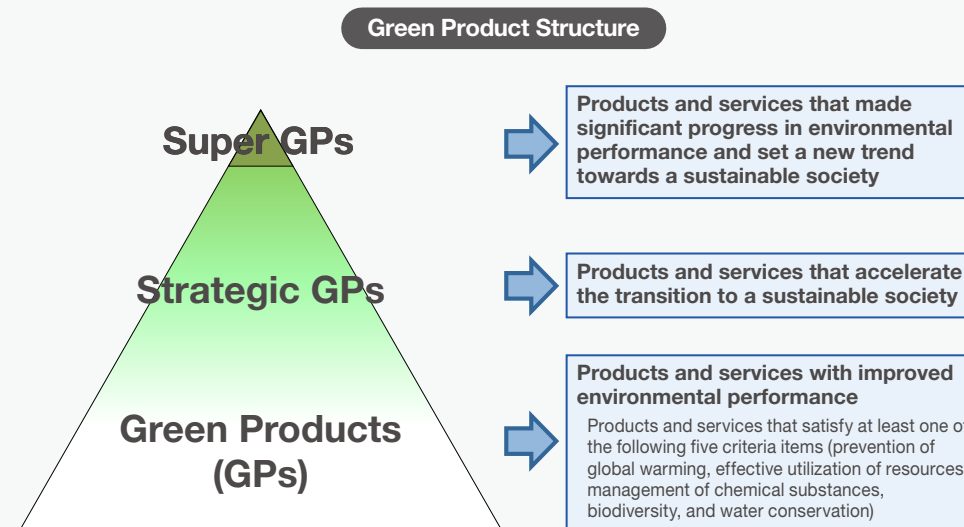 Green Product Structure
Super GPs
Products and services that made
significant progress in environmental
performance and set a new trend
towards a sustainable society
Strategic GPs
Products and services that accelerate
the transition to a sustainable society
Green Products
(GPs)
Products and services with improved
environmental performance
Products and services that satisfy at least one of
the following five criteria items (prevention of
global warming, effective utilization of resources
management of chemical substances,
biodiversity, and water conservation)